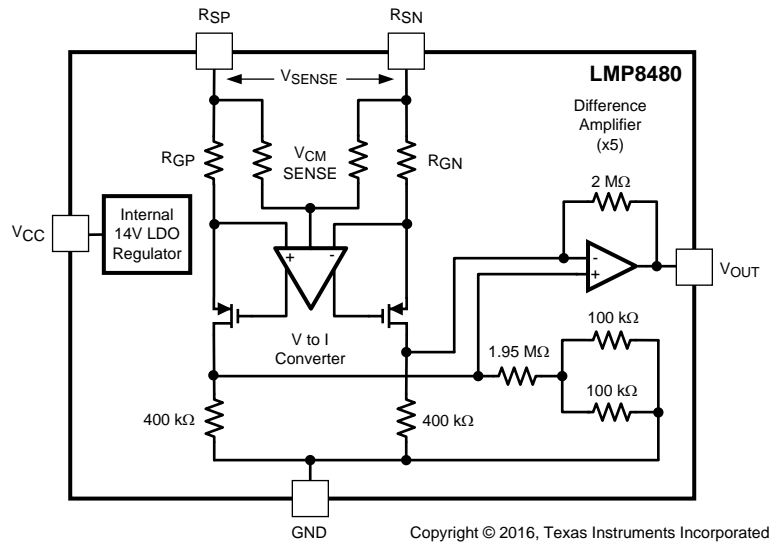 RSP
RSN
VSENSE
LMP8480
Difference
Amplifier
(x5)
RGP
VCM
SENSE
RGN
2 MΩ
VCC
Internal
14V LDO
Regulator
+
-
-
+
VOUT
V to I
Converter
100 kΩ
1.95 MΩ
100 kΩ
400 kΩ
400 kΩ
GND
Copyright © 2016, Texas Instruments Incorporated